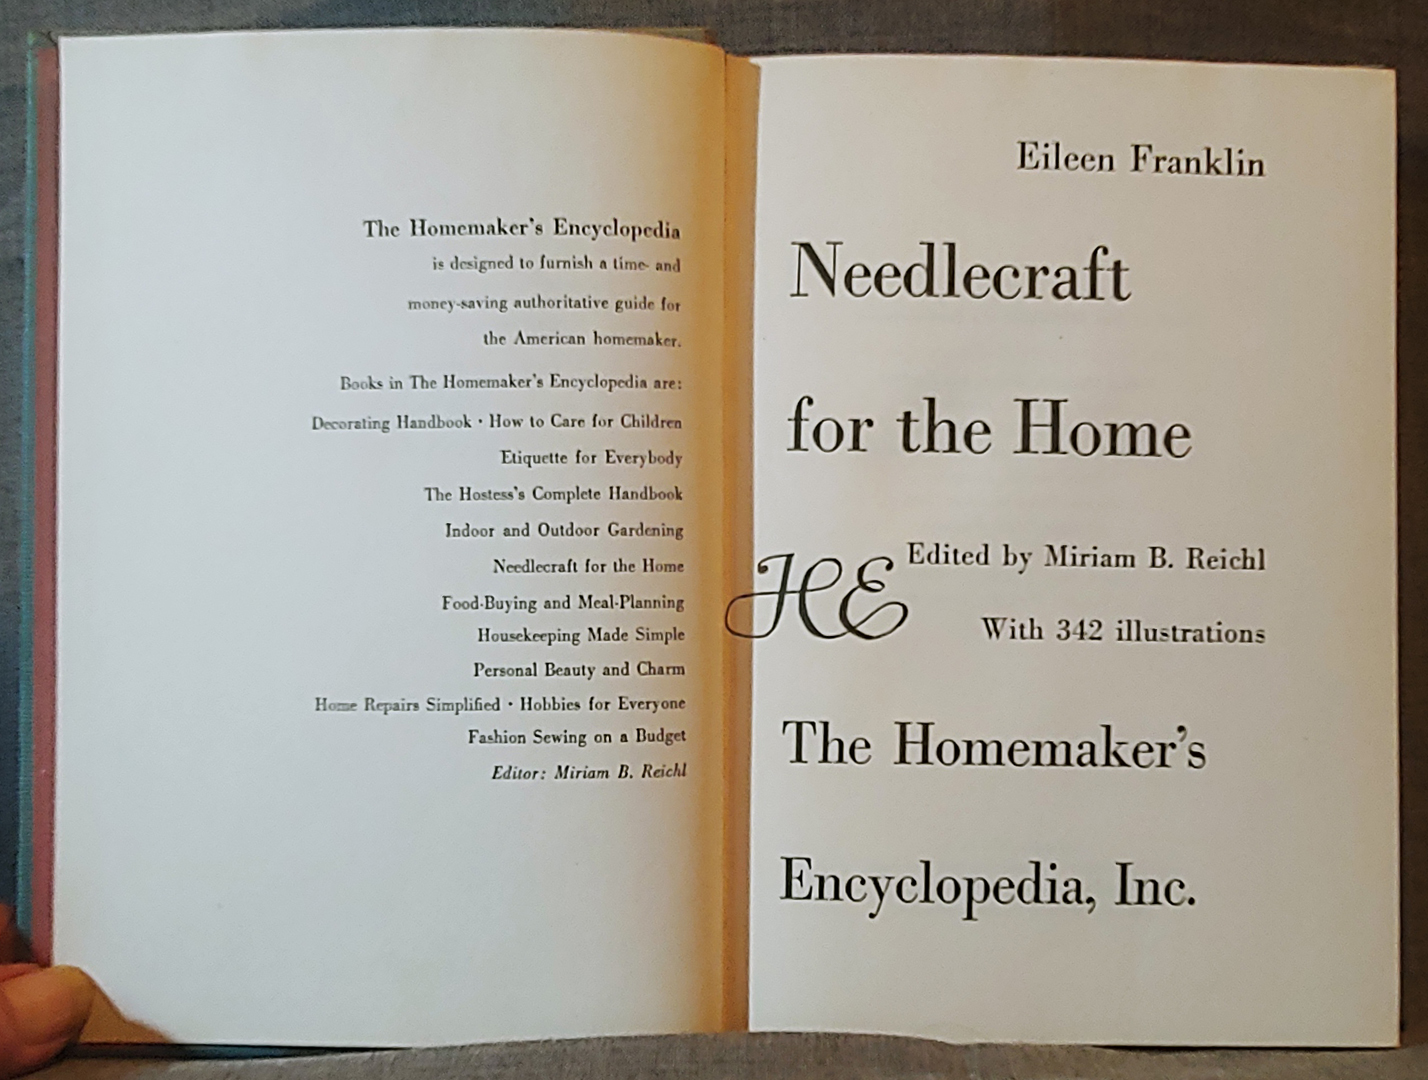 The Homemaker's Encyclopedia
is designed to furnish a time- and
money-saving authoritative guide for
the American homemaker.
Books in The Homemaker's Encyclopedia are:
Decorating Handbook • How to Care for Children
Etiquette for Everybody
The Hostess's Complete Handbook
Indoor and Outdoor Gardening
Needlecraft for the Home
Food-Buying and Meal-Planning
Housekeeping Made Simple
Personal Beauty and Charm
Home Repairs Simplified • Hobbies for Everyone
Fashion Sewing on a Budget
Editor: Miriam B. Reichl
Eileen Franklin
Needlecraft
for the Home
HE
Edited by Miriam B. Reichl
With 342 illustrations
The Homemaker's
Encyclopedia, Inc.